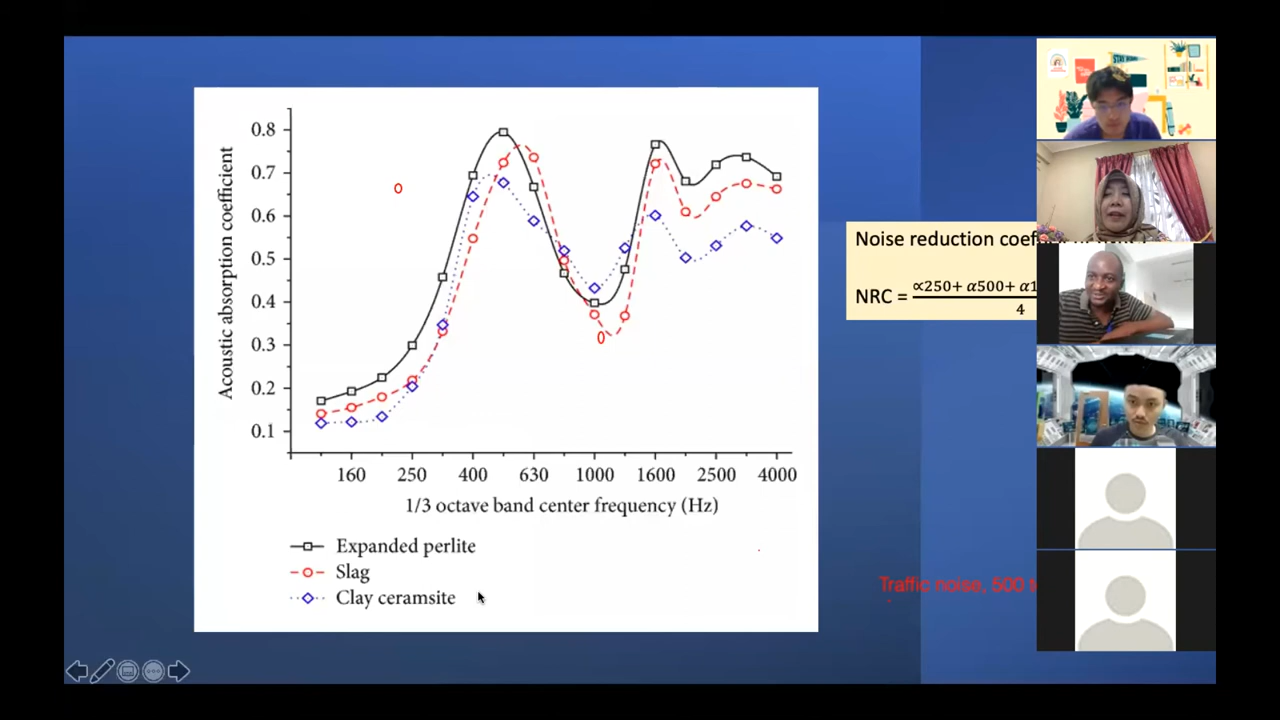 0.8
0.7
0.6
0.5
0.4
0.3
0.2
0.1
Acoustic absorption coefficient
160 250 400 630 1000 1600 2500 4000
1/3 octave band center frequency (Hz)
Expanded perlite
Slag
Clay ceramsite
Noise reduction
NRC = ∝250+ α500+ α1
4
Traffic noise, 500